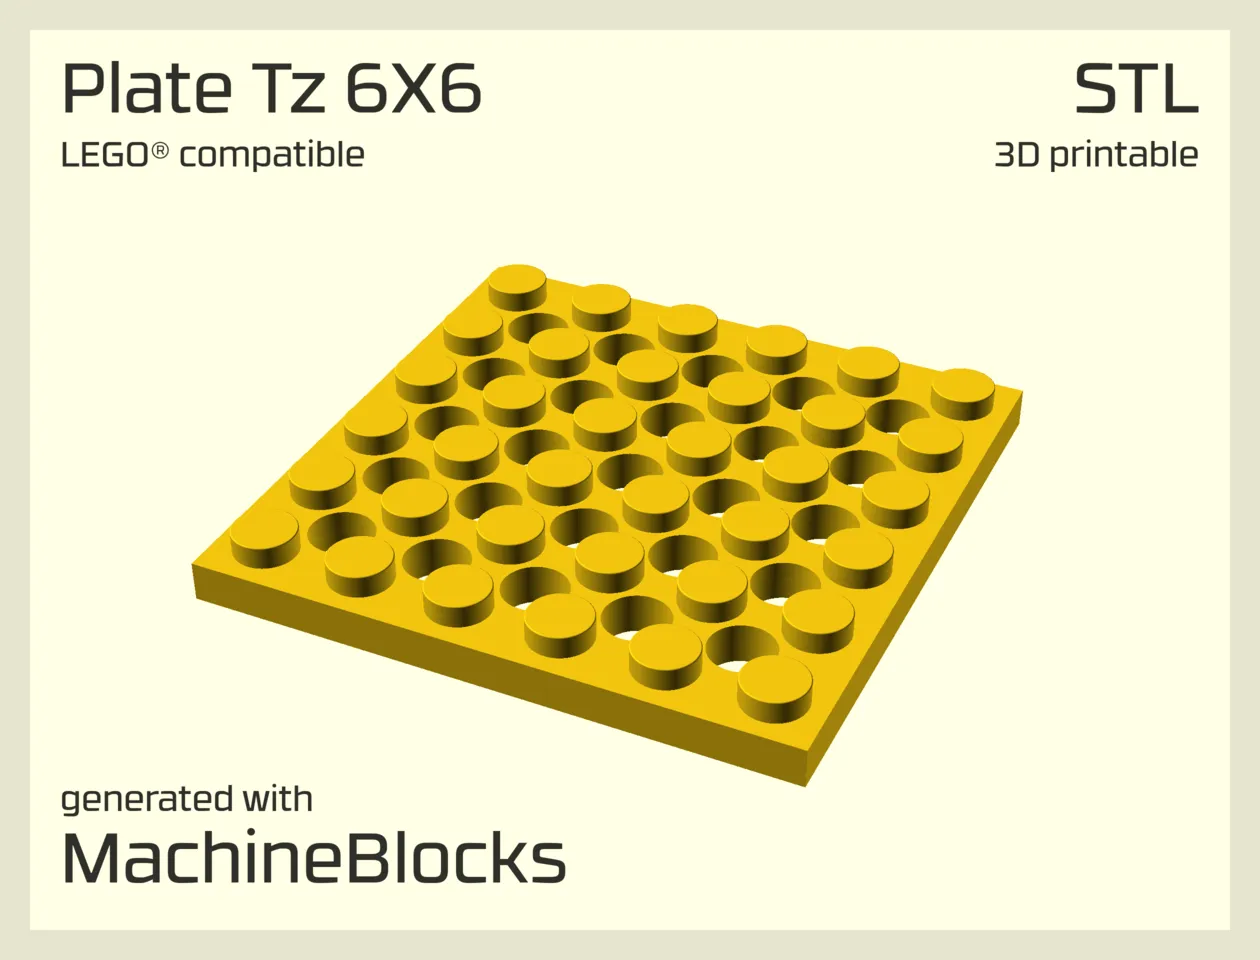 Plate Tz 6X6
LEGO® compatible
STL
3D printable
generated with
MachineBlocks